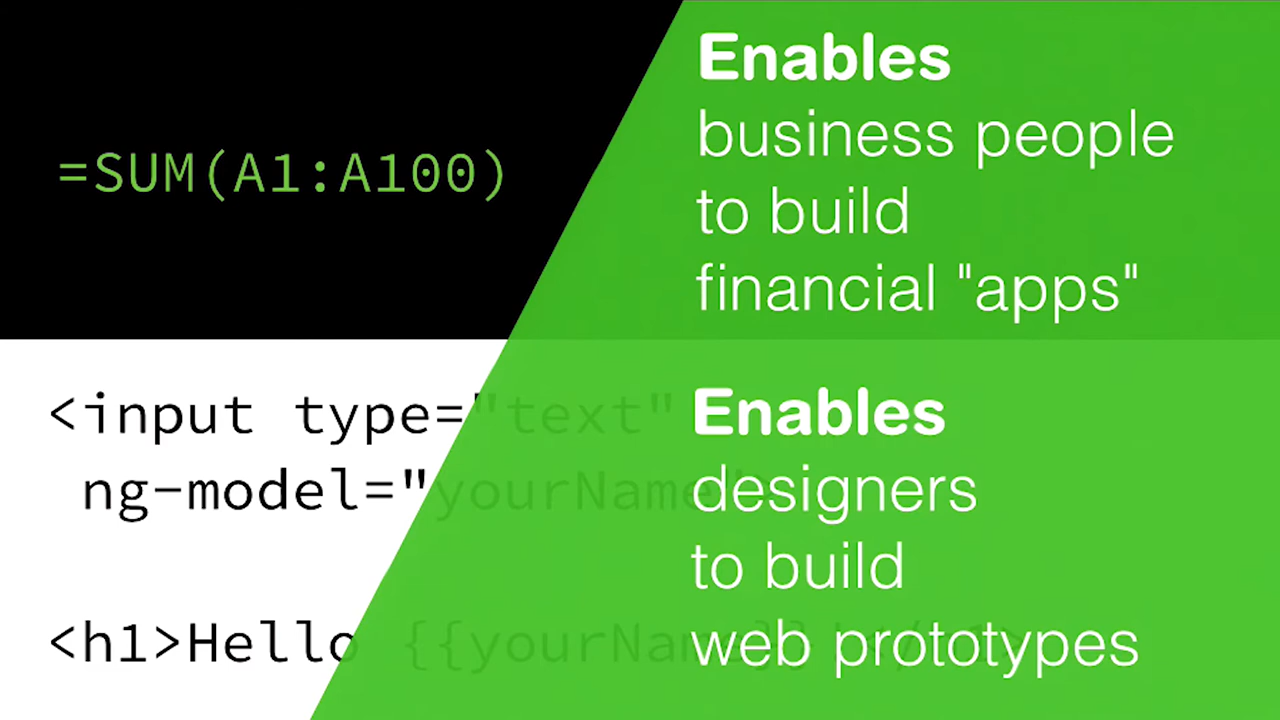 =SUM(A1:A100)
Enables
business people
to build
financial "apps"
<input type="text"
ng-model="yourName">
<h1>Hello {{yourName}}!</h1>
Enables
designers
to build
web prototypes